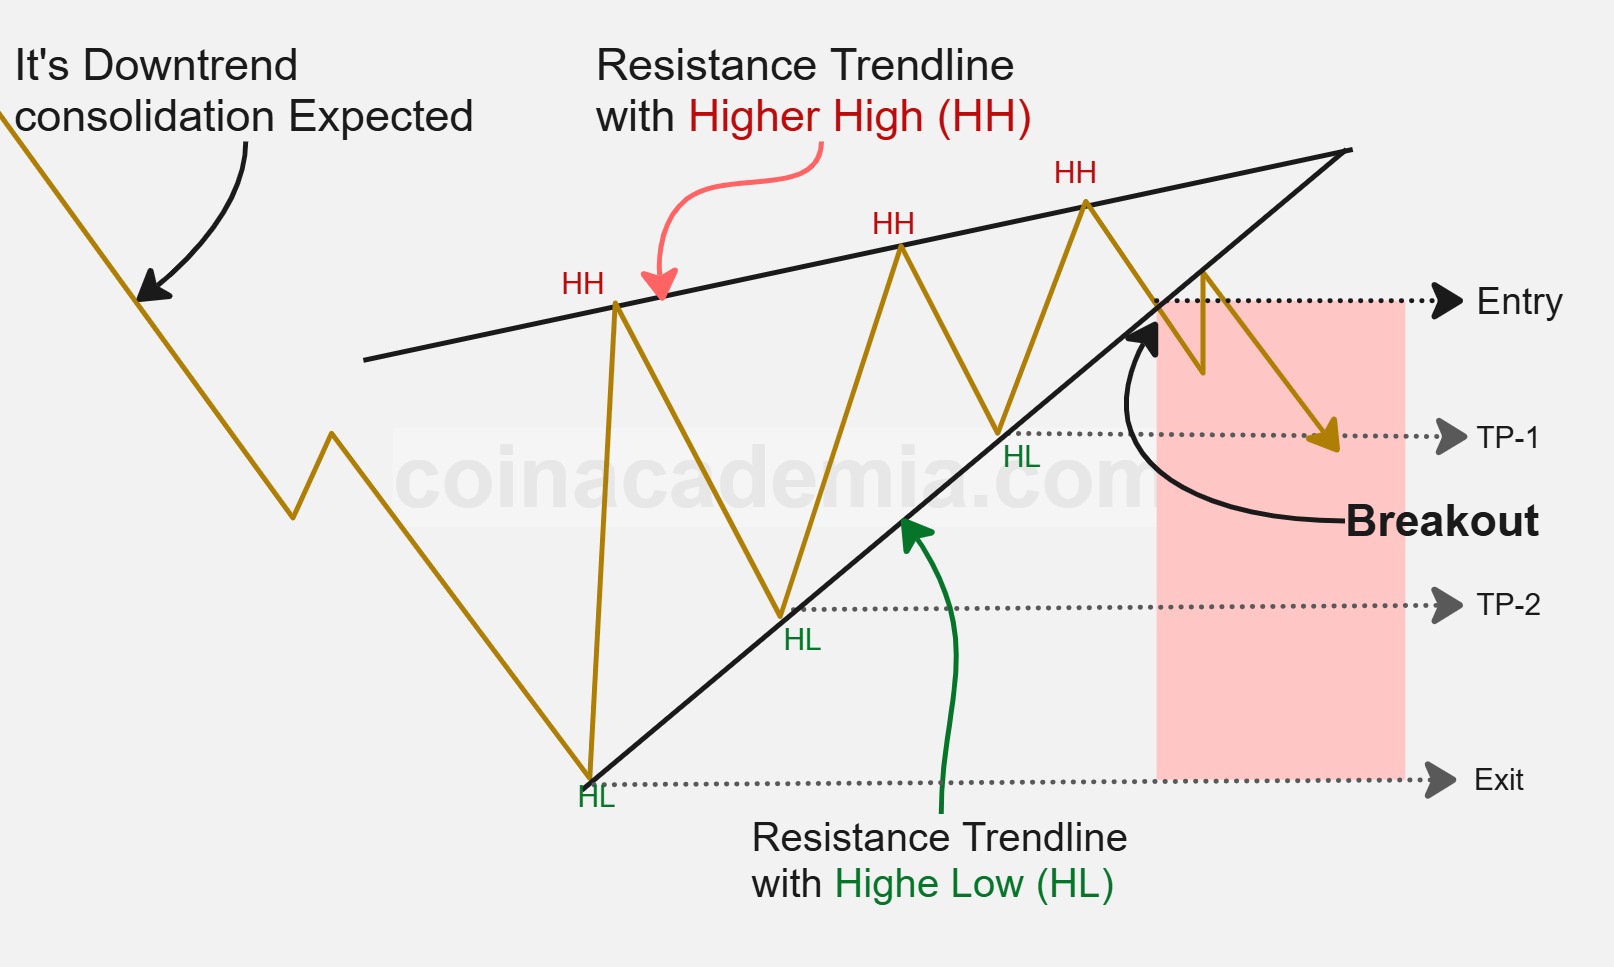 It's Downtrend
consolidation Expected
Resistance Trendline
with Higher High (HH)
HH
HH
HH
Entry
TP-1
HL
coinacademia.com
Breakout
TP-2
HL
Exit
HL
Resistance Trendline
with Highe Low (HL)